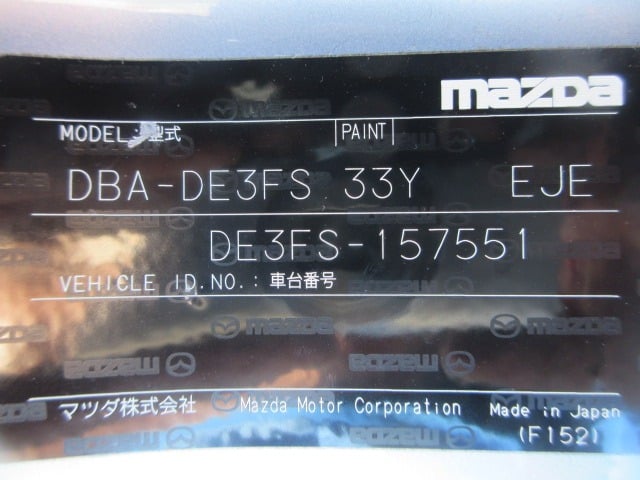 mazda
MODEL:型式 PAINT
DBA-DE3FS 33Y EJE
DE3FS-157551
VEHICLE ID.NO.: 車台番号
マツダ株式会社 Mazda Motor Corporation Made in Japan
(F152)